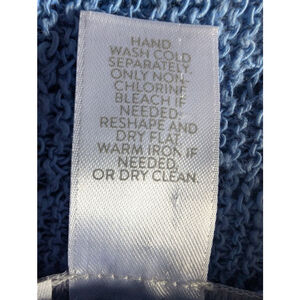 HAND
WASH COLD
SEPARATELY.
ONLY NON-
CHLORINE
BLEACH IF
NEEDED.
RESHAPE AND
DRY FLAT.
WARM IRON IF
NEEDED.
OR DRY CLEAN.